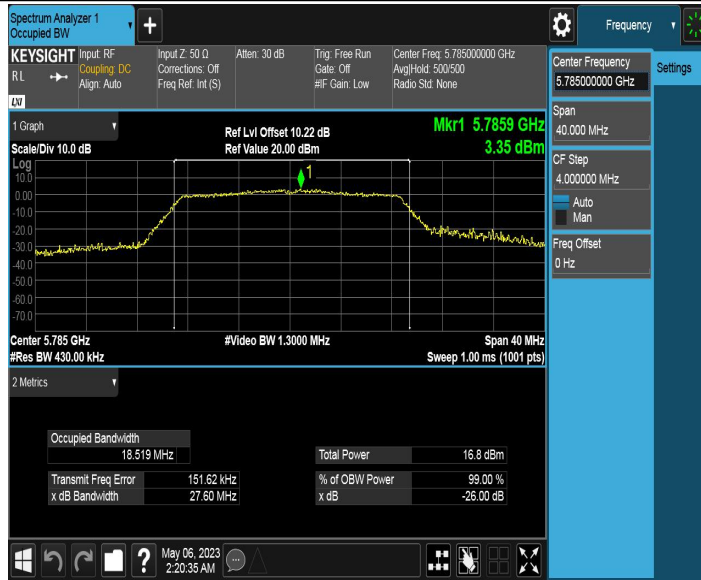 Spectrum Analyzer 1
Occupied BW
Frequency
KEYSIGHT
Input: RF
Coupling: DC
Align: Auto
Input Z: 50 Ω
Corrections: Off
Freq Ref: Int (S)
Atten: 30 dB
Trig: Free Run
Gate: Off
#IF Gain: Low
Center Freq: 5.785000000 GHz
Avg|Hold: 500/500
Radio Std: None
R L
LXI
Center Frequency
5.785000000 GHz
Settings
Span
40.000 MHz
CF Step
4.000000 MHz
Auto
Man
Freq Offset
0 Hz
1 Graph
Scale/Div 10.0 dB
Ref Lvl Offset 10.22 dB
Ref Value 20.00 dBm
Mkr1 5.7859 GHz
3.35 dBm
Log
10.0
0.00
-10.0
-20.0
-30.0
-40.0
-50.0
-60.0
-70.0
1
Center 5.785 GHz
#Video BW 1.3000 MHz
Span 40 MHz
#Res BW 430.00 kHz
Sweep 1.00 ms (1001 pts)
2 Metrics
Occupied Bandwidth
18.519 MHz
Total Power 16.8 dBm
Transmit Freq Error 151.62 kHz
% of OBW Power 99.00 %
x dB Bandwidth 27.60 MHz
x dB -26.00 dB
May 06, 2023
2:20:35 AM